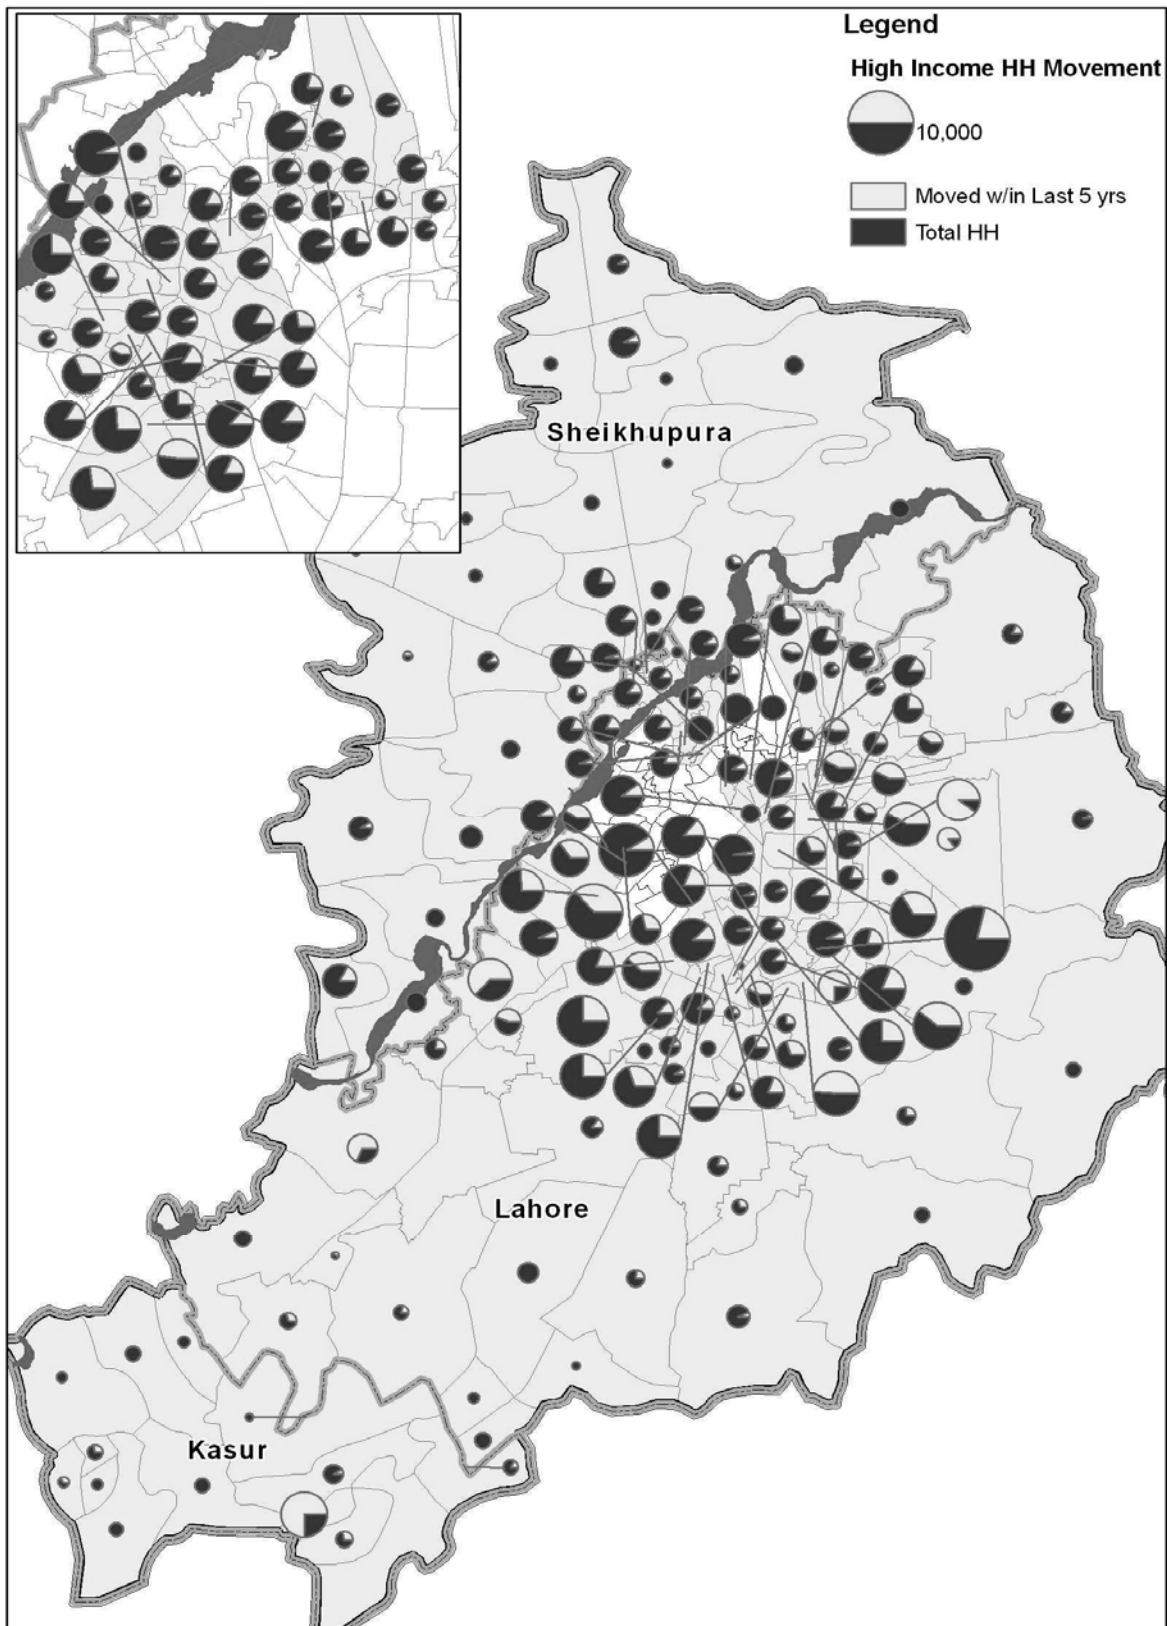 Legend
High Income HH Movement
10,000
Moved w/in Last 5 yrs
Total HH
Sheikhupura
Lahore
Kasur